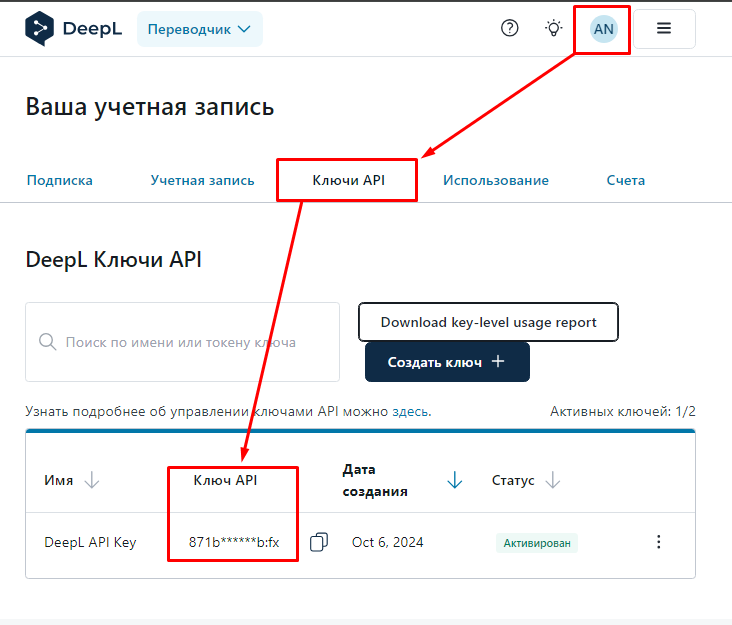 DeepL Переводчик AN
Ваша учетная запись
Подписка Учетная запись Ключи API Использование Счета
DeepL Ключи API
Поиск по имени или токену ключа
Download key-level usage report
Создать ключ +
Узнать подробнее об управлении ключами API можно здесь. Активных ключей: 1/2
Имя Ключ API Дата создания Статус
DeepL API Key 871b******b:fx Oct 6, 2024 Активирован